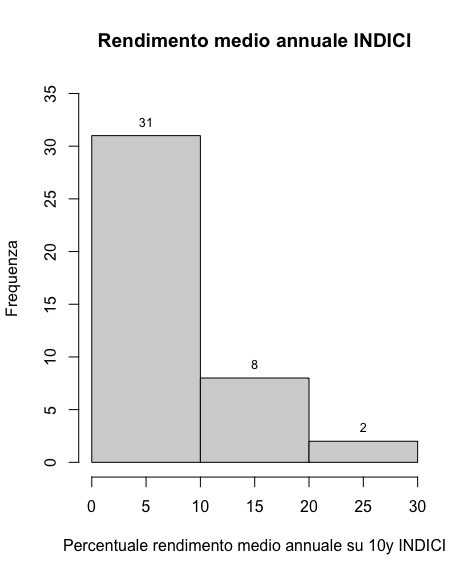 Rendimento medio annuale INDICI
35
30
25
20
15
10
5
0
Frequenza
31
8
2
0 5 10 15 20 25 30
Percentuale rendimento medio annuale su 10y INDICI